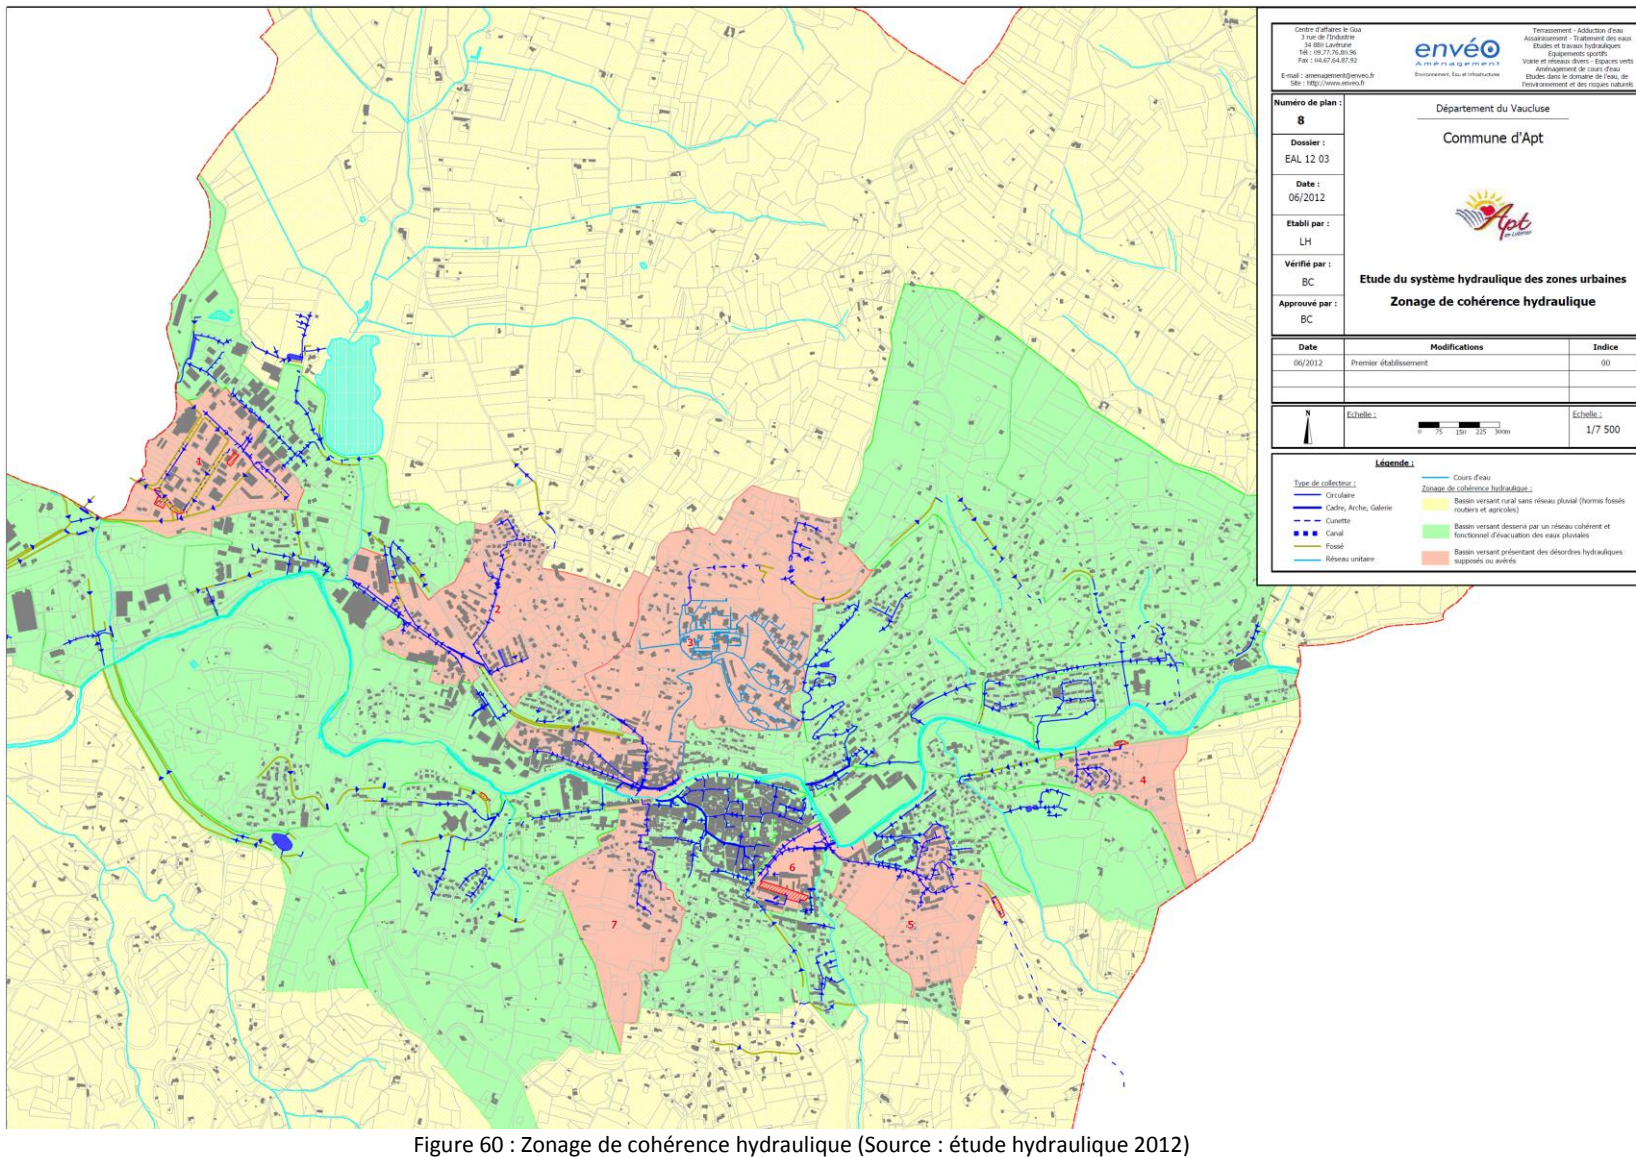 Centre d'affaires le Gua
3 rue de l'Industrie
34 880 Lavérune
Tél : 09.77.76.80.96
Fax : 04.67.64.87.92
E-mail : amenagement@enveo.fr
Site : http://www.enveo.fr
envéo
Aménagement
Environnement, Eau et Infrastructures
Terrassement - Adduction d'eau
Assainissement - Traitement des eaux
Etudes et travaux hydrauliques
Equipements sportifs
Voirie et réseaux divers - Espaces verts
Aménagement de cours d'eau
Etudes dans le domaine de l'eau, de
l'environnement et des risques naturels
Numéro de plan :
8
Dossier :
EAL 12 03
Date :
06/2012
Etabli par :
LH
Vérifié par :
BC
Approuvé par :
BC
Département du Vaucluse
Commune d'Apt
Apt
en Luberon
Etude du système hydraulique des zones urbaines
Zonage de cohérence hydraulique
Date Modifications Indice
06/2012 Premier établissement 00
N
Echelle :
0 75 150 225 300m
Echelle :
1/7 500
Légende :
Type de collecteur :
Circulaire
Cadre, Arche, Galerie
Cunette
Canal
Fossé
Réseau unitaire
Cours d'eau
Zonage de cohérence hydraulique :
Bassin versant rural sans réseau pluvial (hormis fossés
routiers et agricoles)
Bassin versant desservi par un réseau cohérent et
fonctionnel d'évacuation des eaux pluviales
Bassin versant présentant des désordres hydrauliques
supposés ou avérés
1
2
3
4
5
6
7
Figure 60 : Zonage de cohérence hydraulique (Source : étude hydraulique 2012)